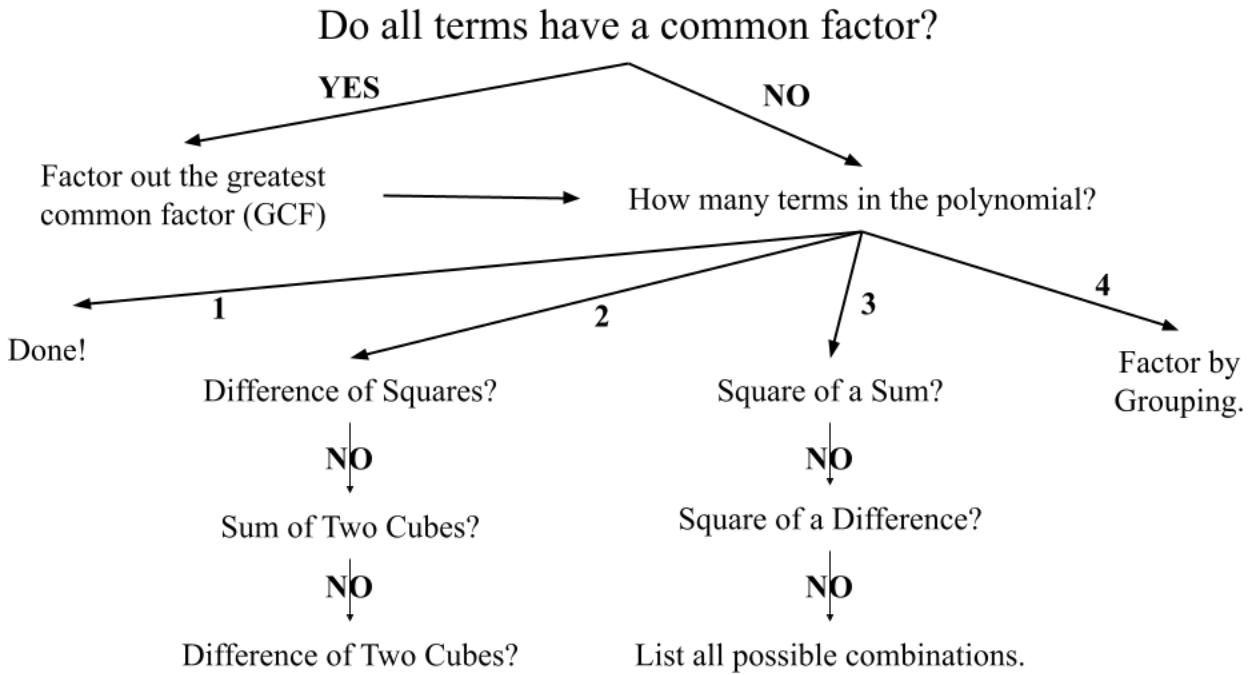 Do all terms have a common factor?
YES
NO
Factor out the greatest
common factor (GCF)
How many terms in the polynomial?
1
2
3
4
Done!
Difference of Squares?
Square of a Sum?
Factor by
Grouping.
NO
NO
Sum of Two Cubes?
Square of a Difference?
NO
NO
Difference of Two Cubes?
List all possible combinations.